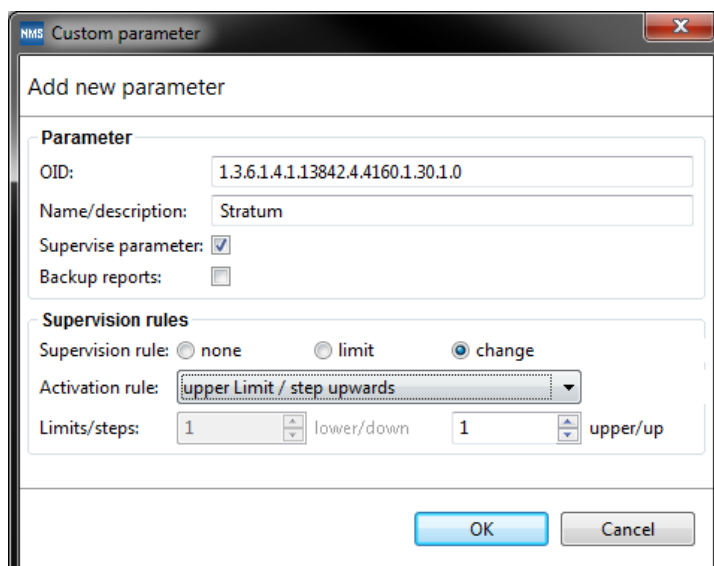 NMS Custom parameter
x
Add new parameter
Parameter
OID: 1.3.6.1.4.1.13842.4.4160.1.30.1.0
Name/description: Stratum
Supervise parameter:
Backup reports:
Supervision rules
Supervision rule: none limit change
Activation rule: upper Limit / step upwards
Limits/steps: 1 lower/down 1 upper/up
OK Cancel